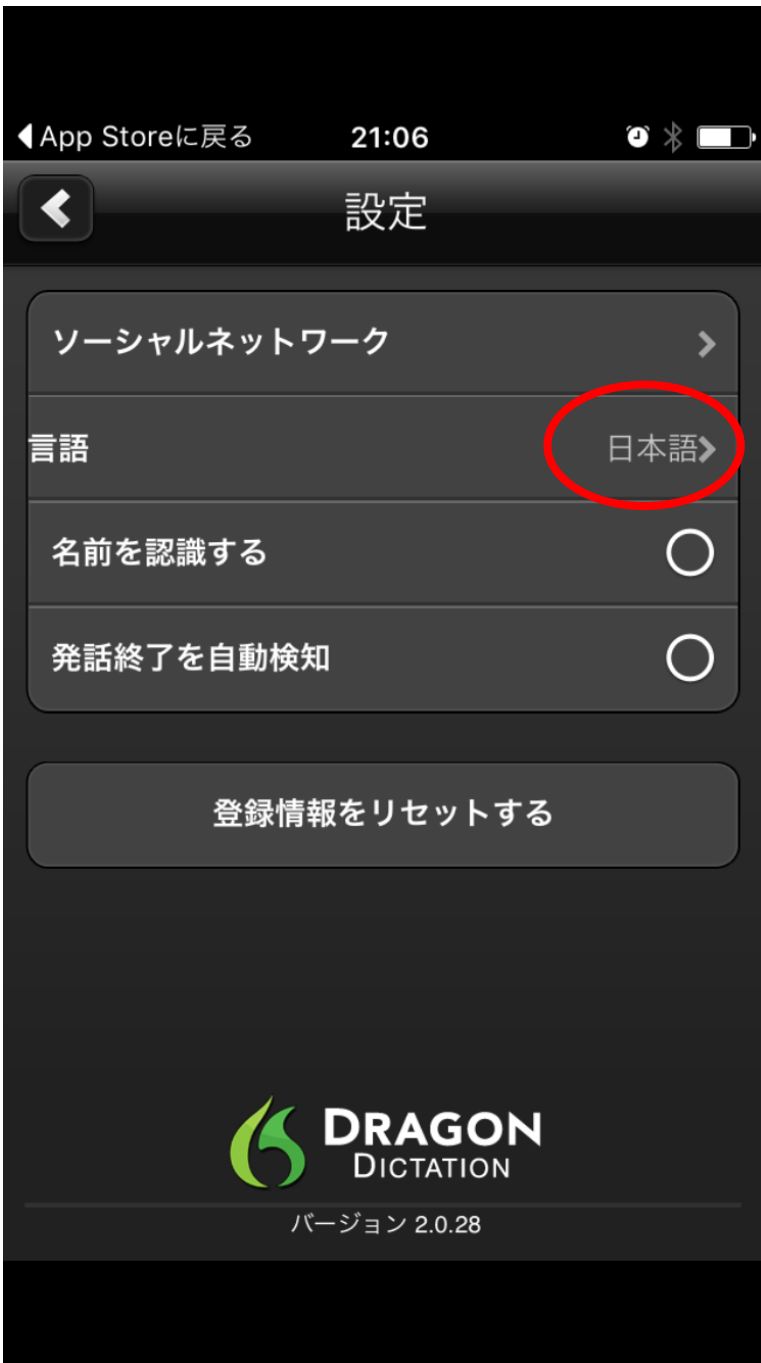 App Storeに戻る 21:06
設定
ソーシャルネットワーク
言語 日本語
名前を認識する
発話終了を自動検知
登録情報をリセットする
DRAGON
DICTATION
バージョン 2.0.28